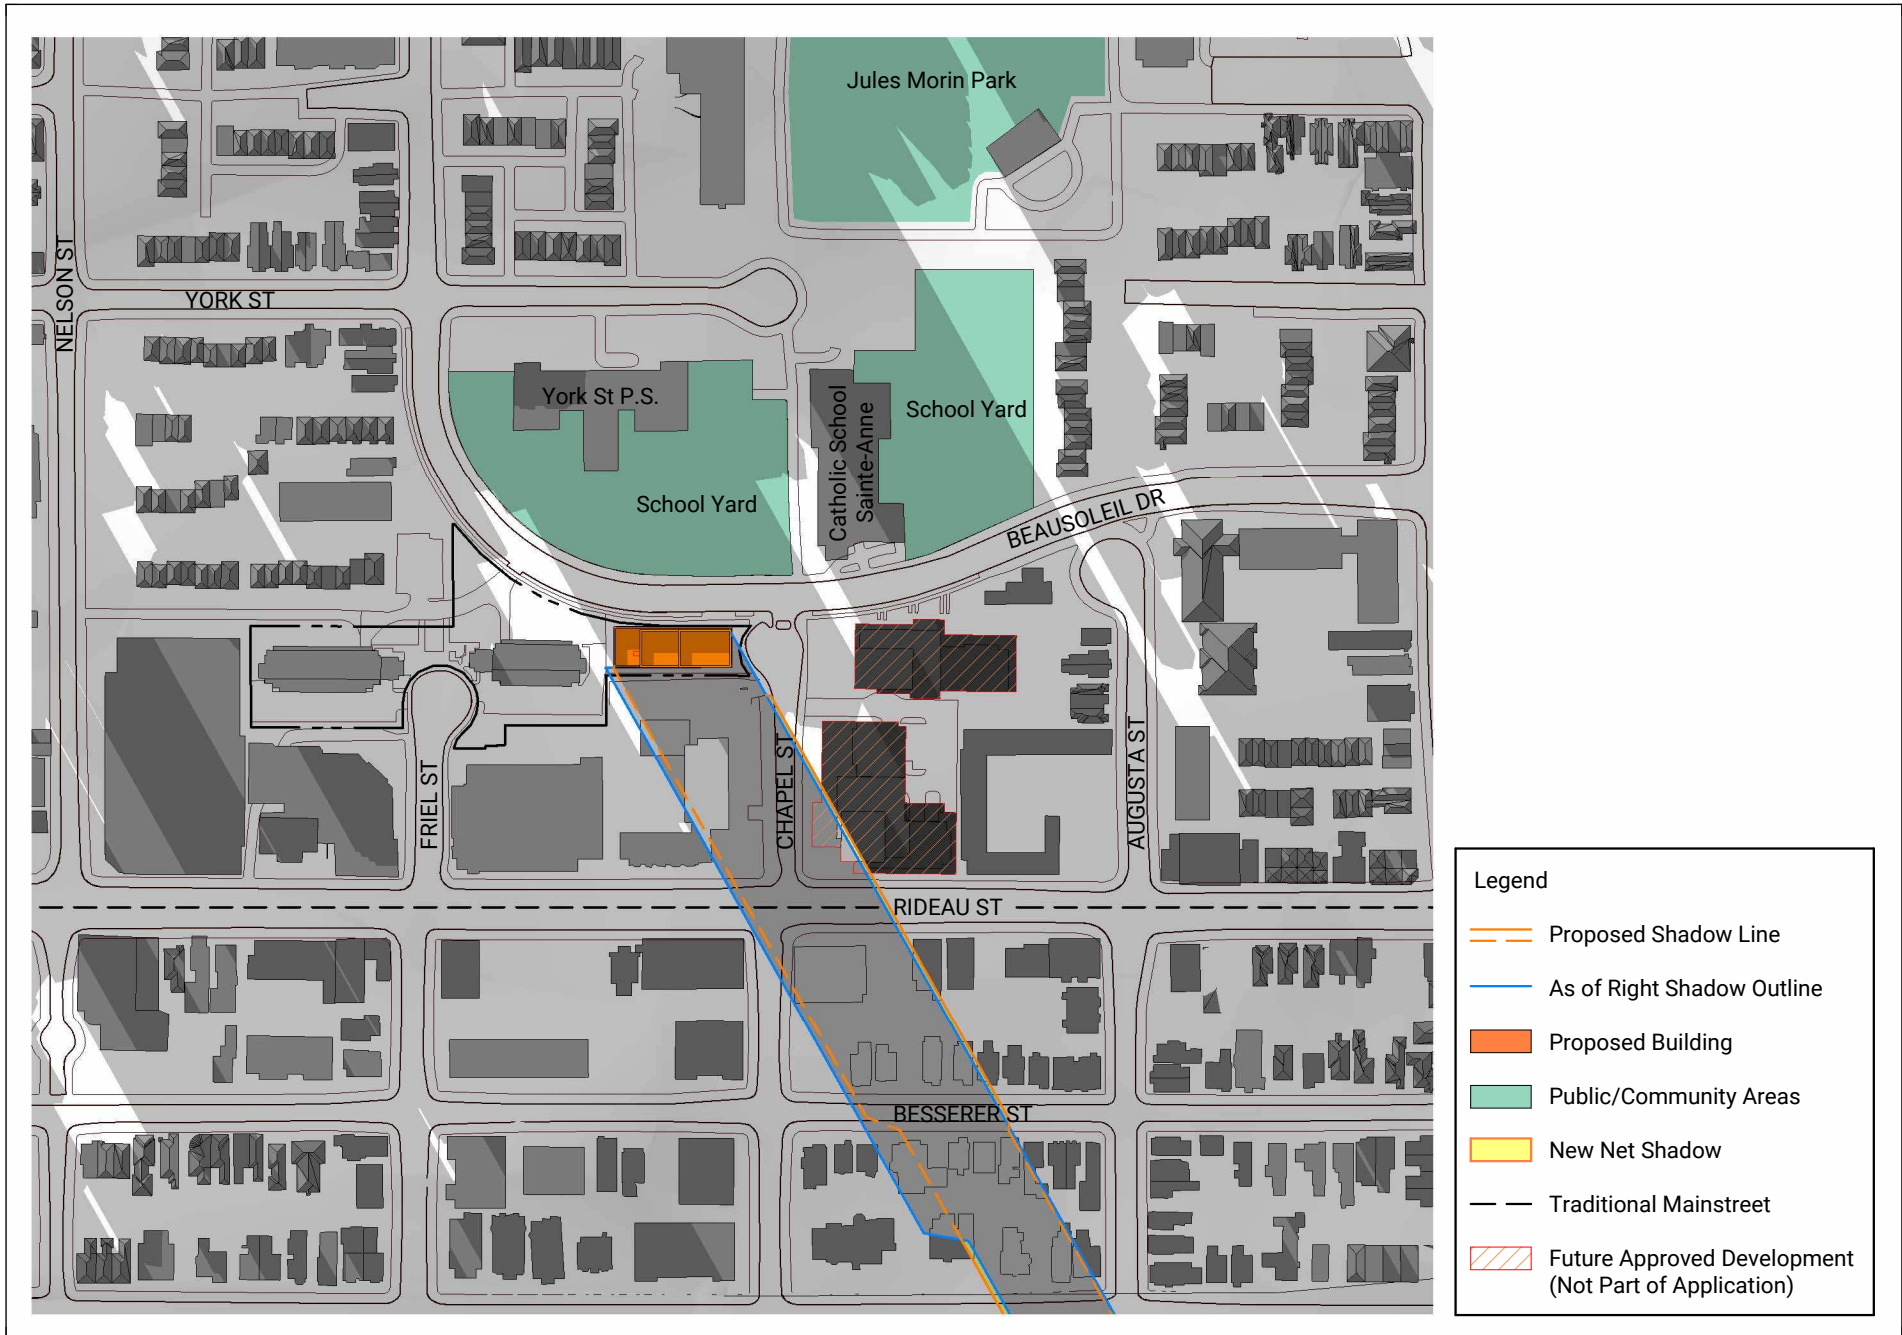 Jules Morin Park
NELSON ST
YORK ST
York St P.S.
School Yard
Catholic School
Sainte-Anne
School Yard
BEAUSOLEIL DR
FRIEL ST
CHAPEL ST
AUGUSTA ST
RIDEAU ST
BESSERER ST
Legend
Proposed Shadow Line
As of Right Shadow Outline
Proposed Building
Public/Community Areas
New Net Shadow
Traditional Mainstreet
Future Approved Development
(Not Part of Application)